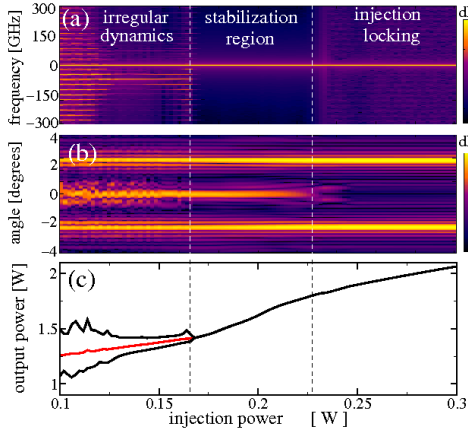 (a) irregular dynamics
stabilization region
injection locking
frequency [GHz]
300
150
0
−150
−300
d
(b)
angle [degrees]
4
2
0
−2
−4
d
(c)
output power [W]
2
1.5
1
0.1 0.15 0.2 0.25 0.3
injection power [ W ]